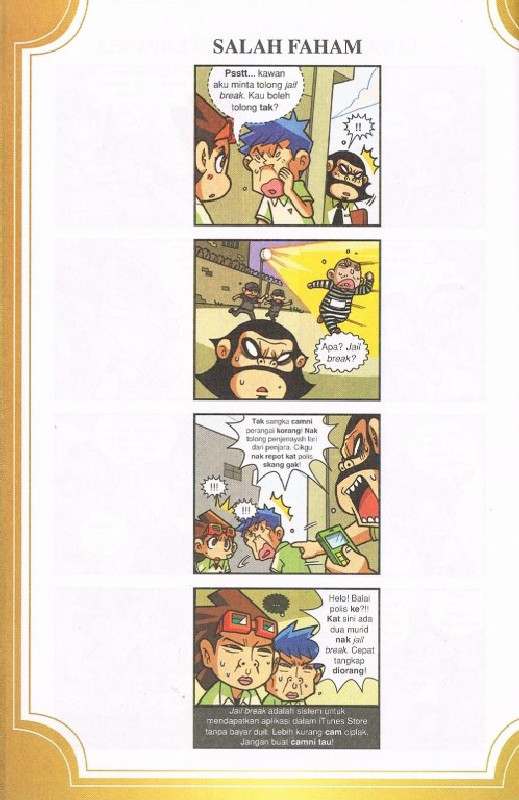 SALAH FAHAM
Psstt... kawan
aku minta tolong jail
break. Kau boleh
tolong tak?
!!
Apa? Jail
break?
Tak sangka camni
perangai korang! Nak
tolong penjenayah lari
dari penjara. Cikgu
nak repot kat polis
skang gak!
!!!
!!!
Helo! Balai
polis ke?!!
Kat sini ada
dua murid
nak jail
break. Cepat
tangkap
diorang!
Jail break adalah sistem untuk
mendapatkan aplikasi dalam iTunes Store
tanpa bayar duit. Lebih kurang cam ciplak.
Jangan buat camni tau!